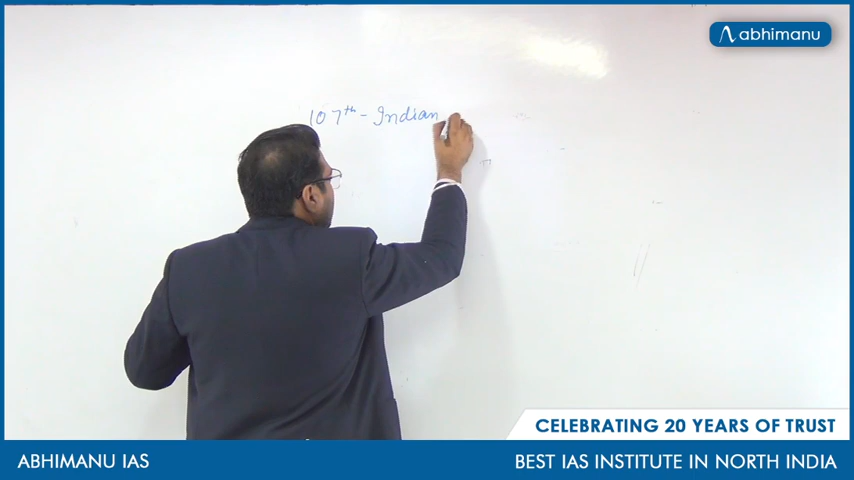 abhimanu
107th - Indian
CELEBRATING 20 YEARS OF TRUST
ABHIMANU IAS
BEST IAS INSTITUTE IN NORTH INDIA